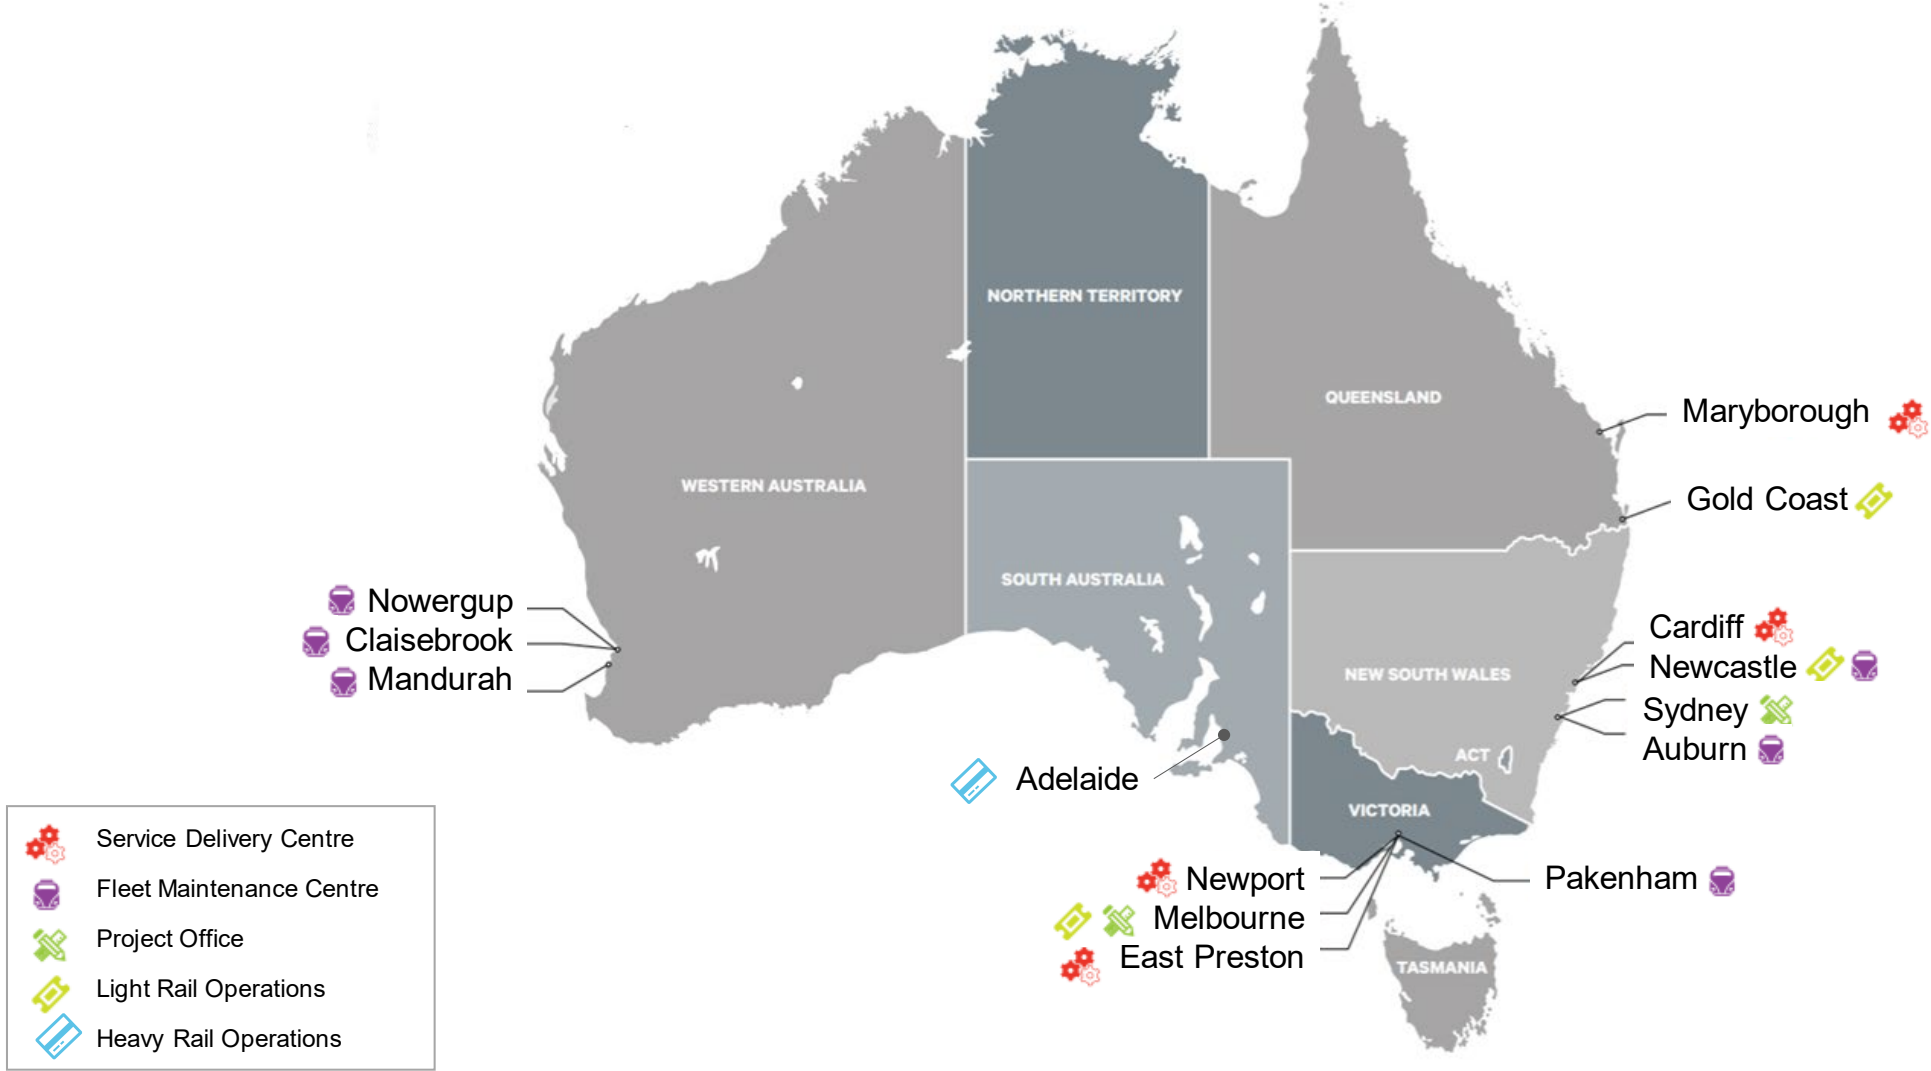 NORTHERN TERRITORY
QUEENSLAND
WESTERN AUSTRALIA
SOUTH AUSTRALIA
NEW SOUTH WALES
ACT
VICTORIA
TASMANIA
Maryborough
Gold Coast
Cardiff
Newcastle
Sydney
Auburn
Nowergup
Claisebrook
Mandurah
Adelaide
Newport
Melbourne
East Preston
Pakenham
Service Delivery Centre
Fleet Maintenance Centre
Project Office
Light Rail Operations
Heavy Rail Operations